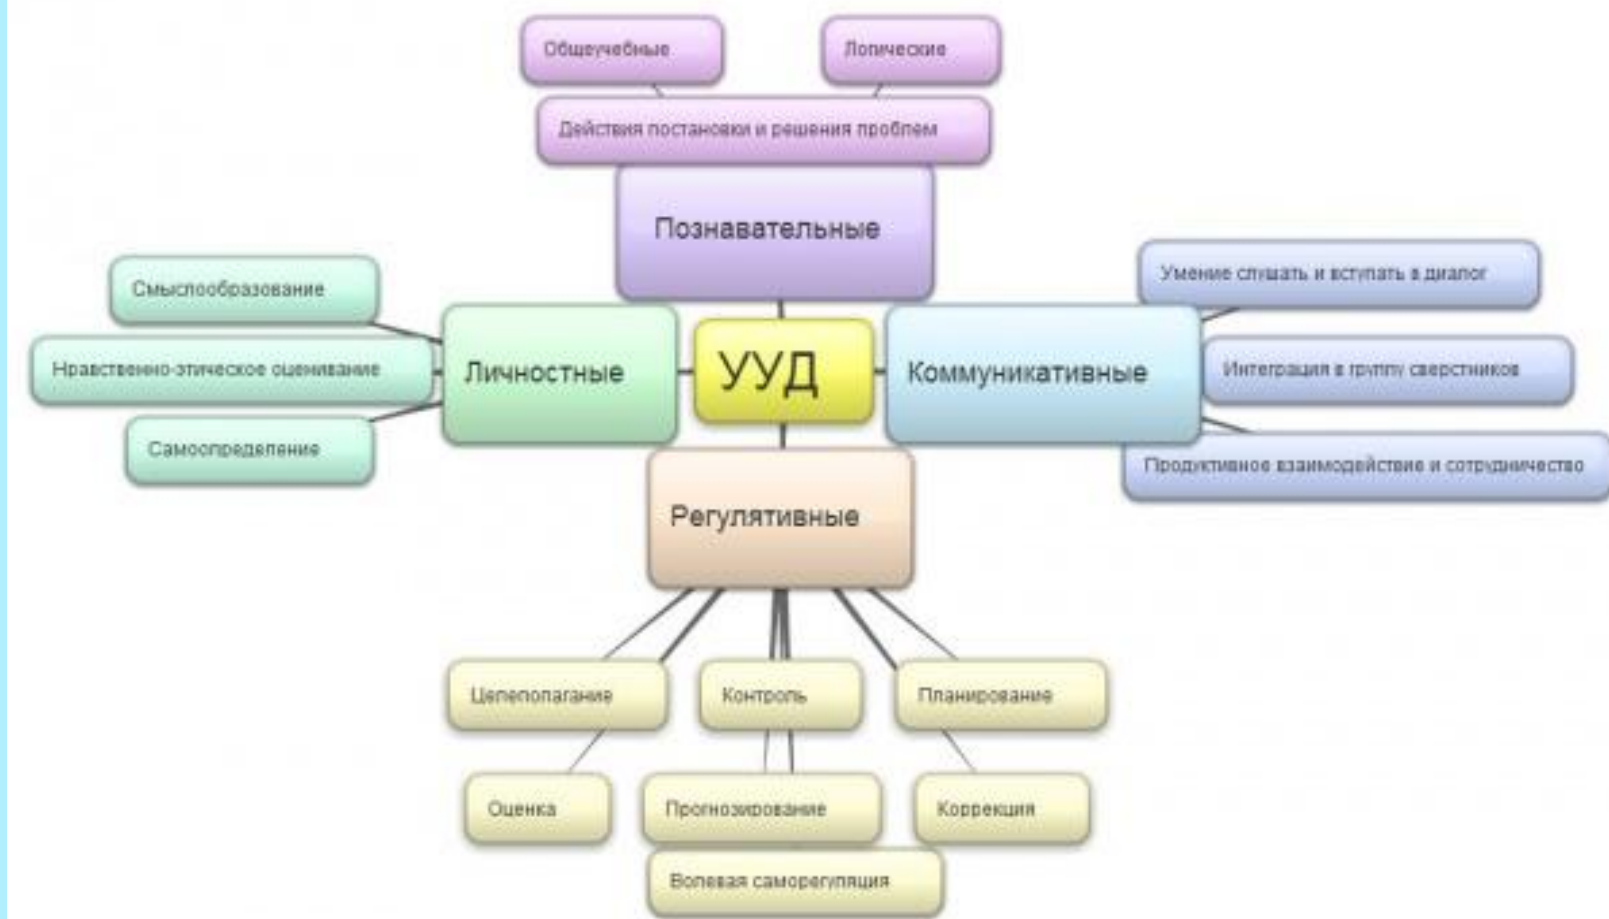 Общеучебные
Логические
Действия постановки и решения проблем
Познавательные
Смыслообразование
Нравственно-этическое оценивание
Самоопределение
Личностные
УУД
Коммуникативные
Умение слушать и вступать в диалог
Интеграция в группу сверстников
Продуктивное взаимодействие и сотрудничество
Регулятивные
Целеполагание
Контроль
Планирование
Оценка
Прогнозирование
Коррекция
Волевая саморегуляция